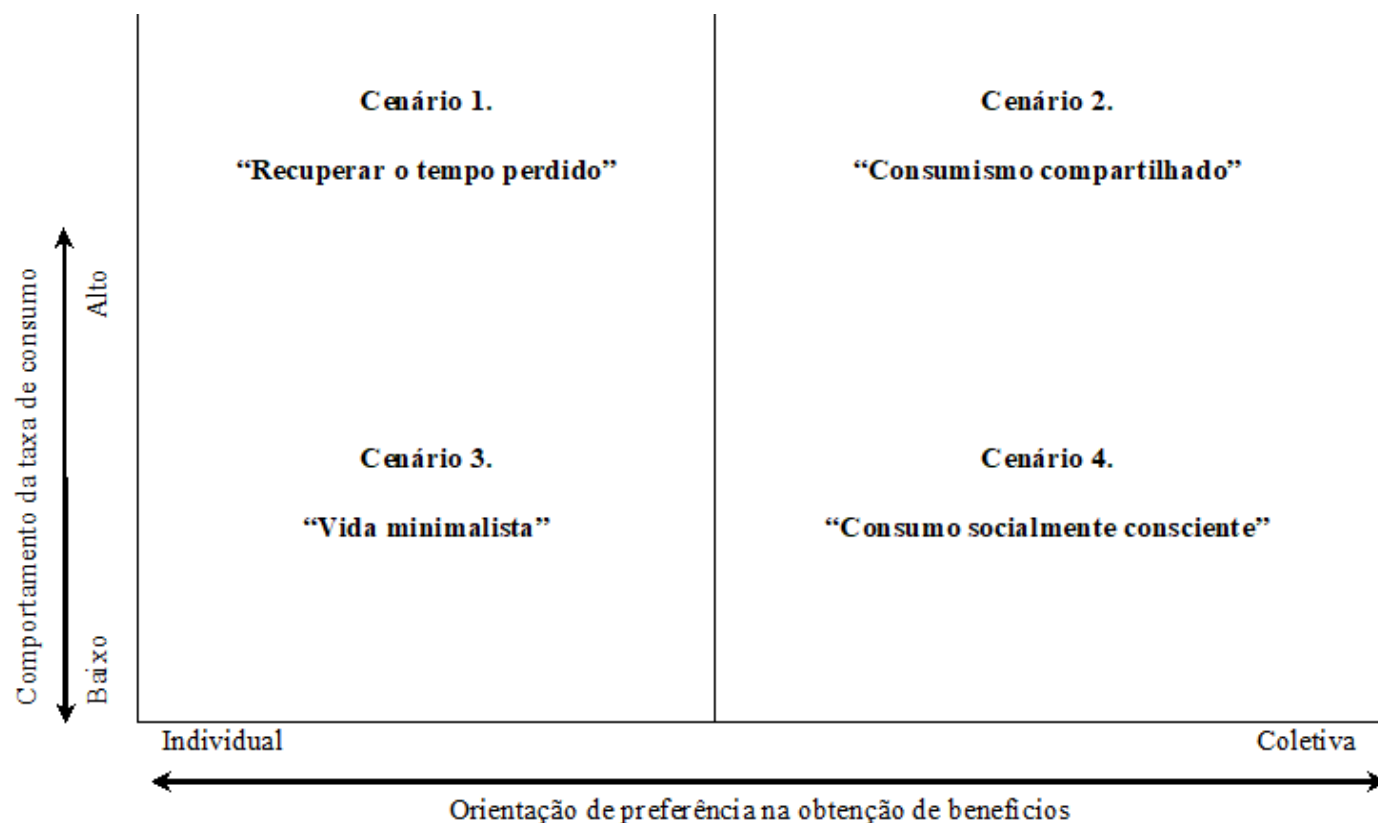 Cenário 1.
“Recuperar o tempo perdido”
Cenário 2.
“Consumismo compartilhado”
Comportamento da taxa de consumo
Alto
Baixo
Cenário 3.
“Vida minimalista”
Cenário 4.
“Consumo socialmente consciente”
Individual
Coletiva
Orientação de preferência na obtenção de benefícios